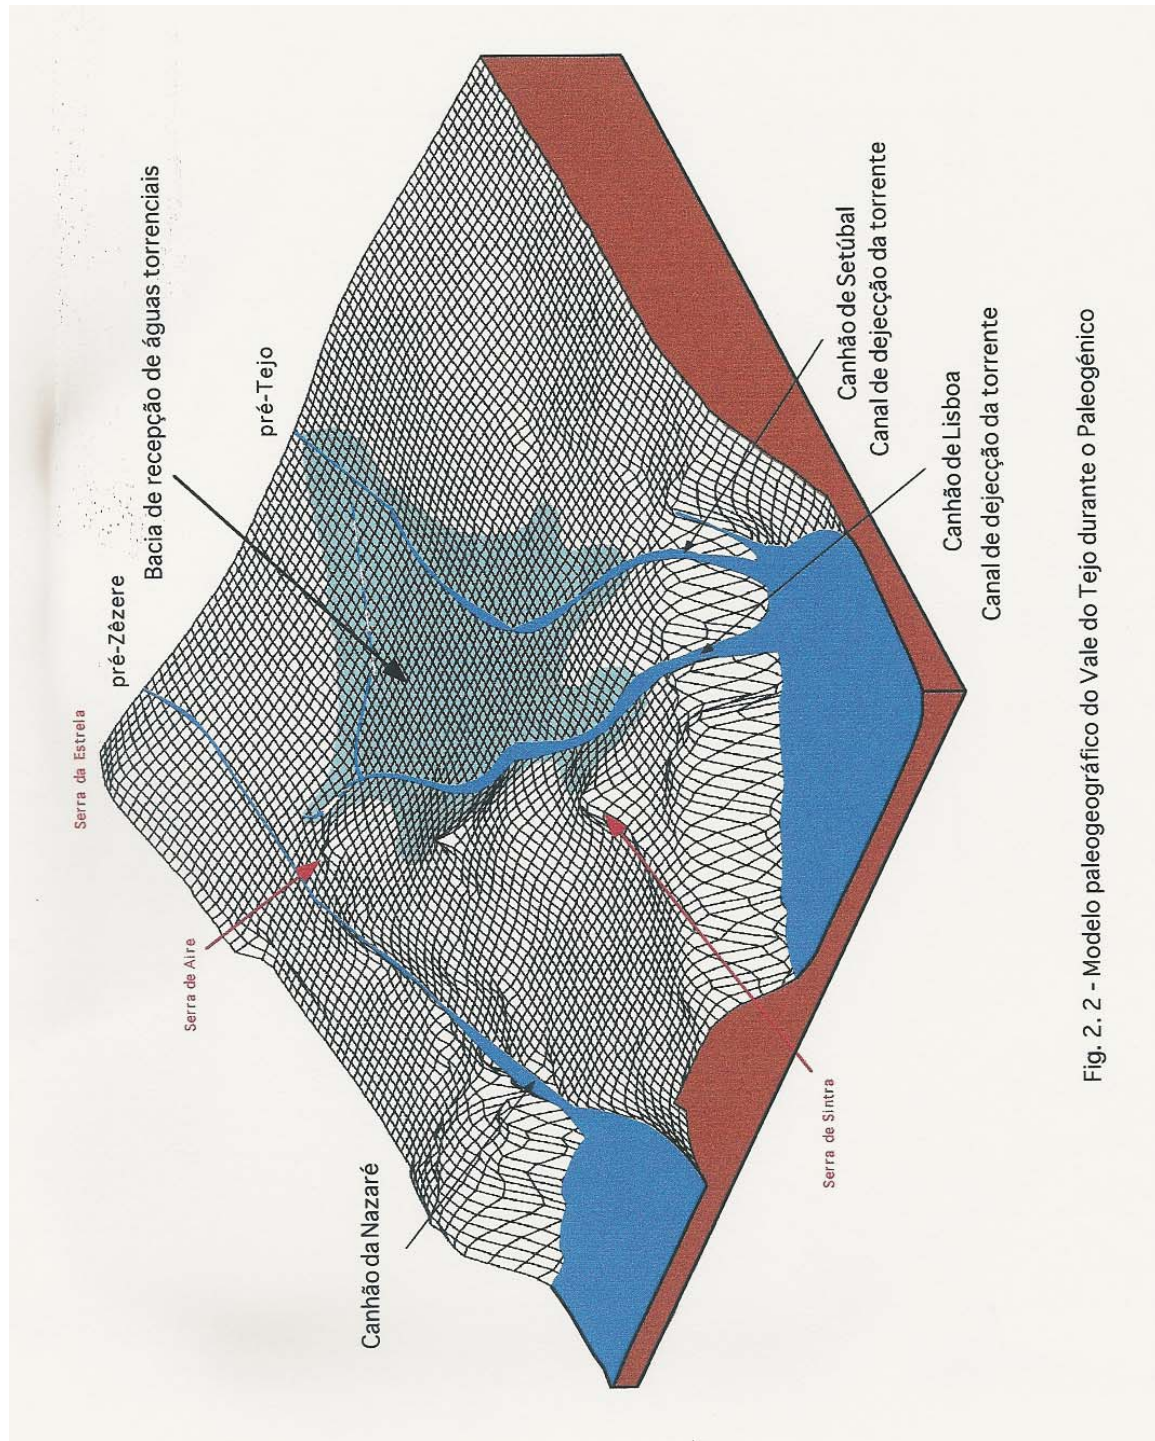 Serra da Estrela
pré-Zêzere
Bacia de recepção de águas torrenciais
pré-Tejo
Serra de Aire
Canhão da Nazaré
Serra de Sintra
Canhão de Setúbal
Canal de dejecção da torrente
Canhão de Lisboa
Canal de dejecção da torrente
Fig. 2. 2 - Modelo paleogeográfico do Vale do Tejo durante o Paleogénico